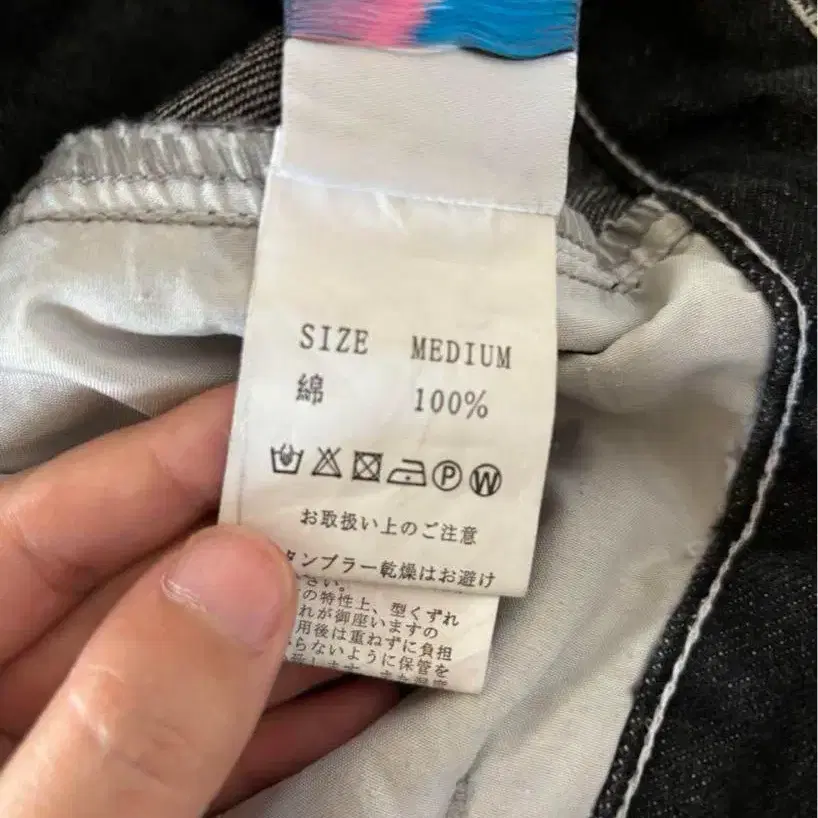 SIZE MEDIUM
綿 100%
P W
お取扱い上のご注意
タンブラー乾燥はお避け
さい。
の特性上、型くずれ
れが御座いますの
用後は重ねずに負担
らないように保管を